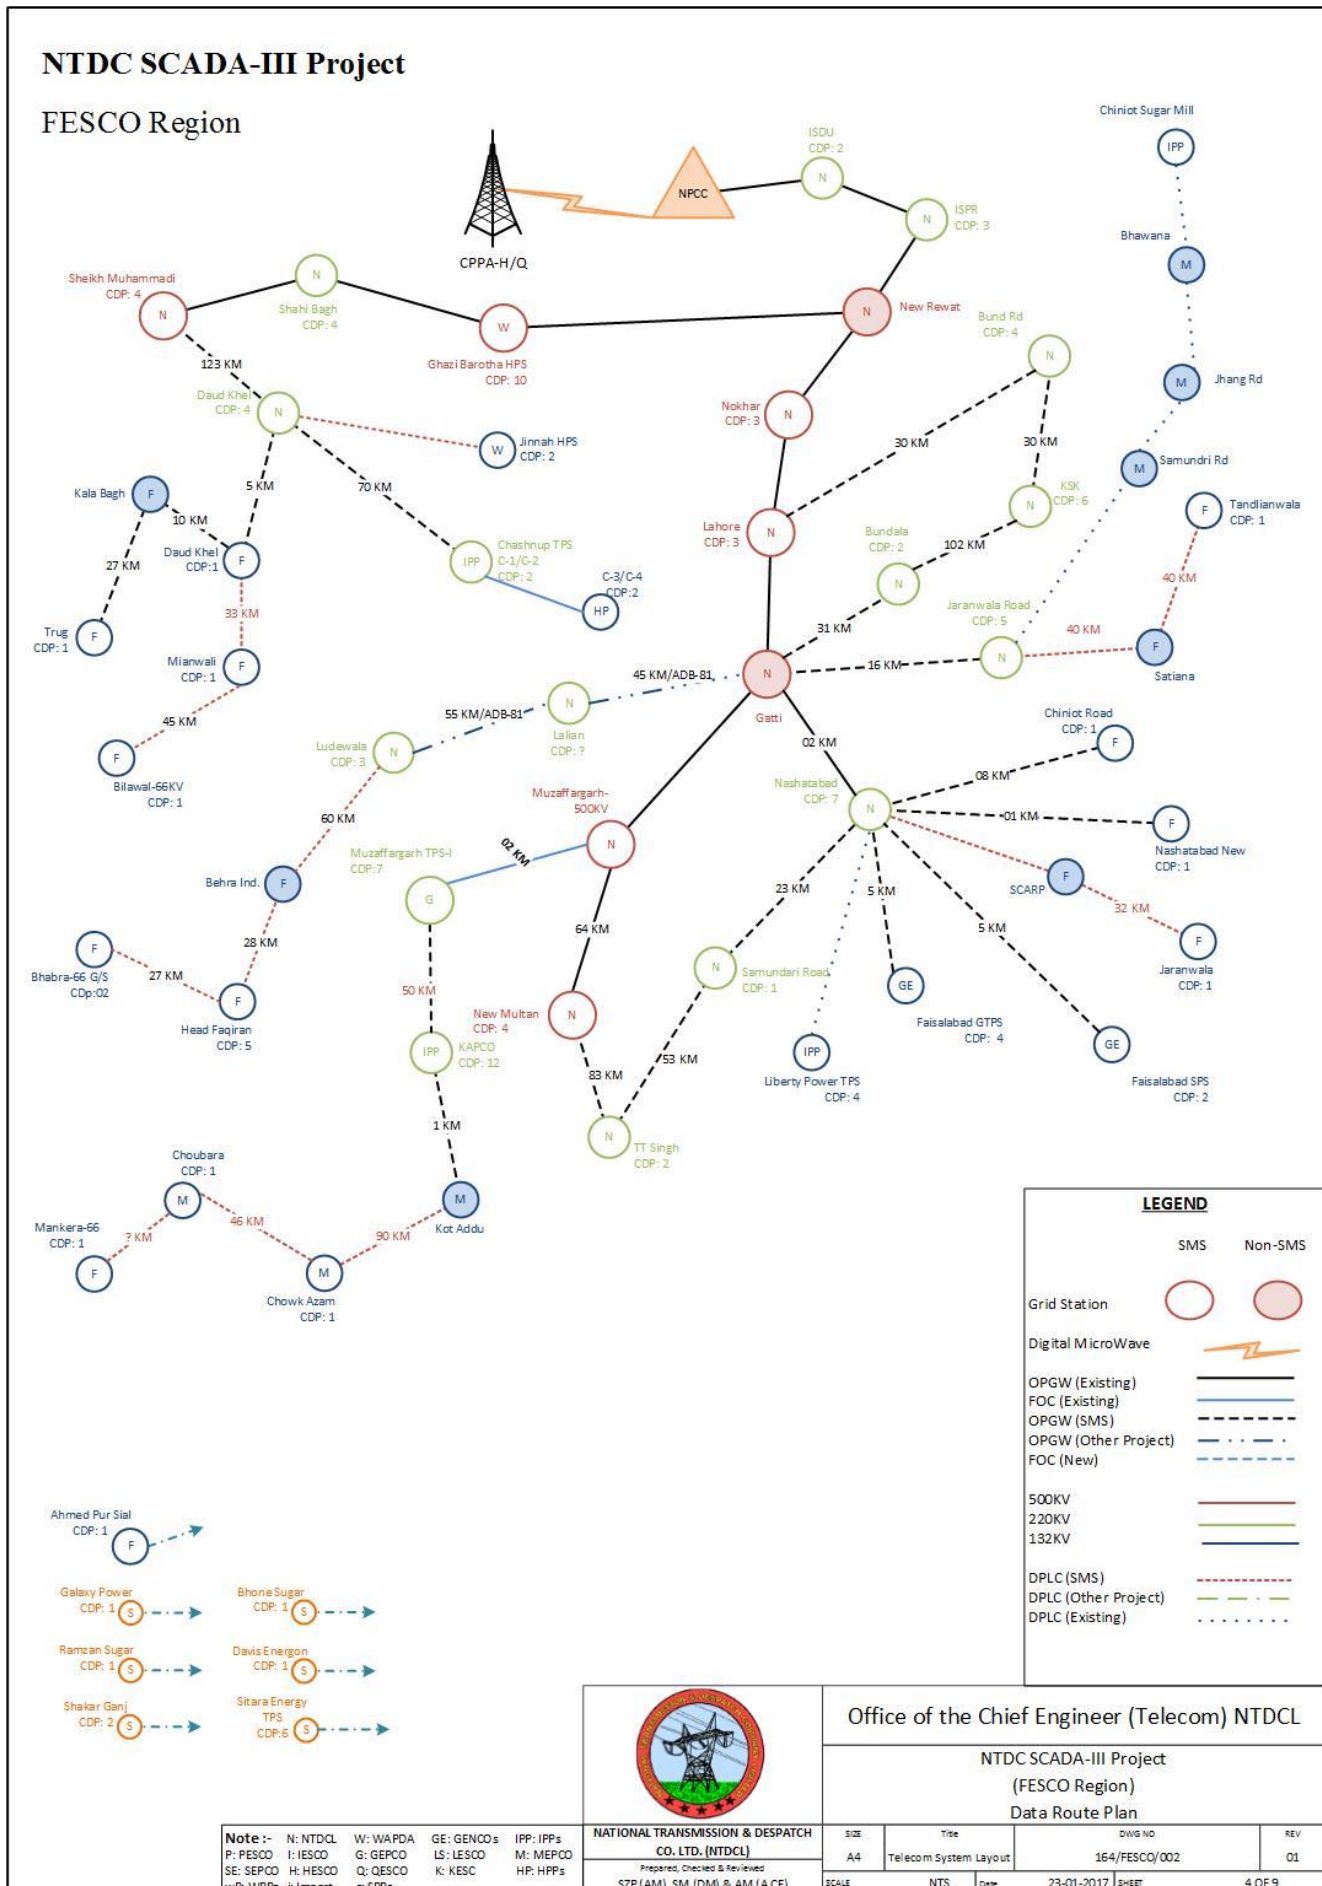 NTDC SCADA-III Project
FESCO Region
Chiniot Sugar Mill
IPP
ISDU
CDP: 2
N
NPCC
ISPR
CDP: 3
N
Bhawana
M
CPPA-H/Q
Sheikh Muhammadi
CDP: 4
N
Shahi Bagh
CDP: 4
N
W
Ghazi Barotha HPS
CDP: 10
N
New Rewat
Bund Rd
CDP: 4
N
123 KM
Daud Khel
CDP: 4
N
Nokhar
CDP: 3
N
M
Jhang Rd
W
Jinnah HPS
CDP: 2
30 KM
30 KM
M
Samundri Rd
Kala Bagh
F
5 KM
70 KM
10 KM
KSK
CDP: 6
N
Tandlianwala
CDP: 1
F
Lahore
CDP: 3
N
Bundala
CDP: 2
N
102 KM
Daud Khel
CDP:1
F
27 KM
Chashnup TPS
C-1/C-2
CDP: 2
IPP
C-3/C-4
CDP:2
HP
40 KM
33 KM
Trug
CDP: 1
F
31 KM
Jaranwala Road
CDP: 5
N
40 KM
F
Satiana
Mianwali
CDP: 1
F
45 KM/ADB-81
N
Gatti
16 KM
45 KM
55 KM/ADB-81
N
Lalian
CDP: ?
Chiniot Road
CDP: 1
F
Ludewala
CDP: 3
N
02 KM
F
Bilawal-66KV
CDP: 1
08 KM
Nashatabad
CDP: 7
N
Muzaffargarh-
500KV
N
60 KM
01 KM
F
Nashatabad New
CDP: 1
Muzaffargarh TPS-I
CDP:7
G
02 KM
Behra Ind.
F
23 KM
5 KM
SCARP
F
32 KM
5 KM
64 KM
28 KM
F
Bhabra-66 G/S
CDp:02
27 KM
F
Jaranwala
CDP: 1
N
Samundari Road
CDP: 1
50 KM
F
Head Faqiran
CDP: 5
New Multan
CDP: 4
N
GE
Faisalabad GTPS
CDP: 4
IPP
KAPCO
CDP: 12
53 KM
83 KM
IPP
Liberty Power TPS
CDP: 4
GE
Faisalabad SPS
CDP: 2
1 KM
N
TT Singh
CDP: 2
Choubara
CDP: 1
M
M
Kot Addu
46 KM
90 KM
Mankera-66
CDP: 1
F
? KM
M
Chowk Azam
CDP: 1
LEGEND
SMS Non-SMS
Grid Station
Digital MicroWave
OPGW (Existing)
FOC (Existing)
OPGW (SMS)
OPGW (Other Project)
FOC (New)
500KV
220KV
132KV
DPLC (SMS)
DPLC (Other Project)
DPLC (Existing)
Ahmed Pur Sial
CDP: 1
F
Galaxy Power
CDP: 1
S
Bhone Sugar
CDP: 1
S
Ramzan Sugar
CDP: 1
S
Davis Energon
CDP: 1
S
Shakar Ganj
CDP: 2
S
Sitara Energy
TPS
CDP:6
S
Office of the Chief Engineer (Telecom) NTDCL
NTDC SCADA-III Project
(FESCO Region)
Data Route Plan
NATIONAL TRANSMISSION & DESPATCH
CO. LTD. (NTDCL)
Prepared, Checked & Reviewed
SZP (AM), SM (DM) & AM (A CE)
SIZE Title DWG NO REV
A4 Telecom System Layout 164/FESCO/002 01
SCALE NTS Date 23-01-2017 SHEET 4 OF 9
Note :- N: NTDCL W: WAPDA GE: GENCOs IPP: IPPs
P: PESCO I: IESCO G: GEPCO LS: LESCO M: MEPCO
SE: SEPCO H: HESCO Q: QESCO K: KESC HP: HPPs